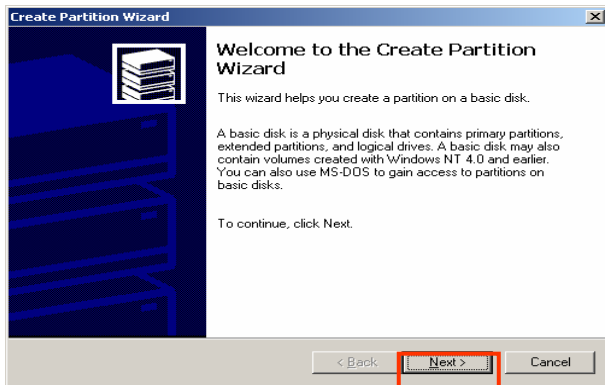 Create Partition Wizard
Welcome to the Create Partition
Wizard
This wizard helps you create a partition on a basic disk.
A basic disk is a physical disk that contains primary partitions,
extended partitions, and logical drives. A basic disk may also
contain volumes created with Windows NT 4.0 and earlier.
You can also use MS-DOS to gain access to partitions on
basic disks.
To continue, click Next.
< Back Next > Cancel